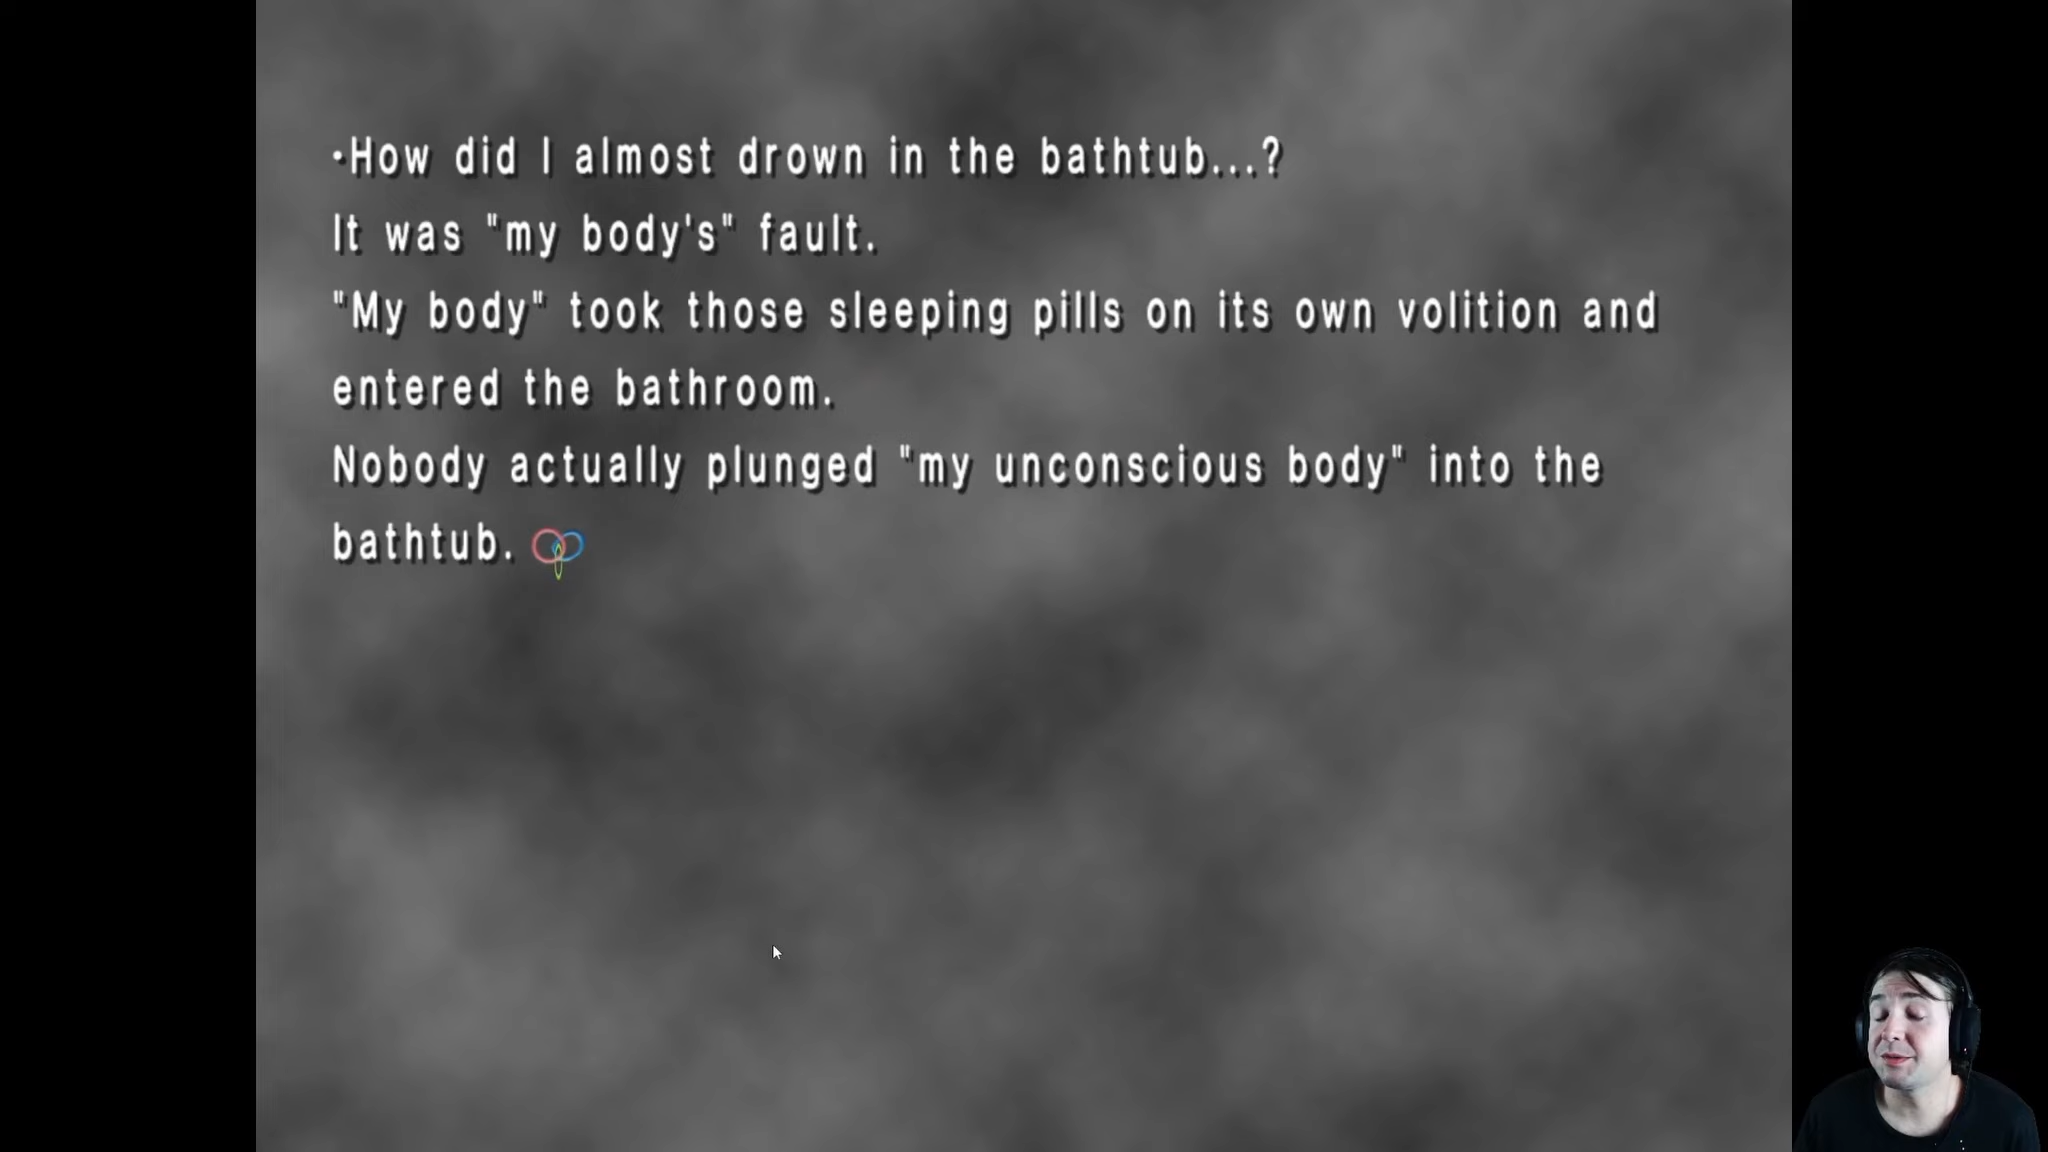 •How did I almost drown in the bathtub...?
It was "my body's" fault.
"My body" took those sleeping pills on its own volition and
entered the bathroom.
Nobody actually plunged "my unconscious body" into the
bathtub.